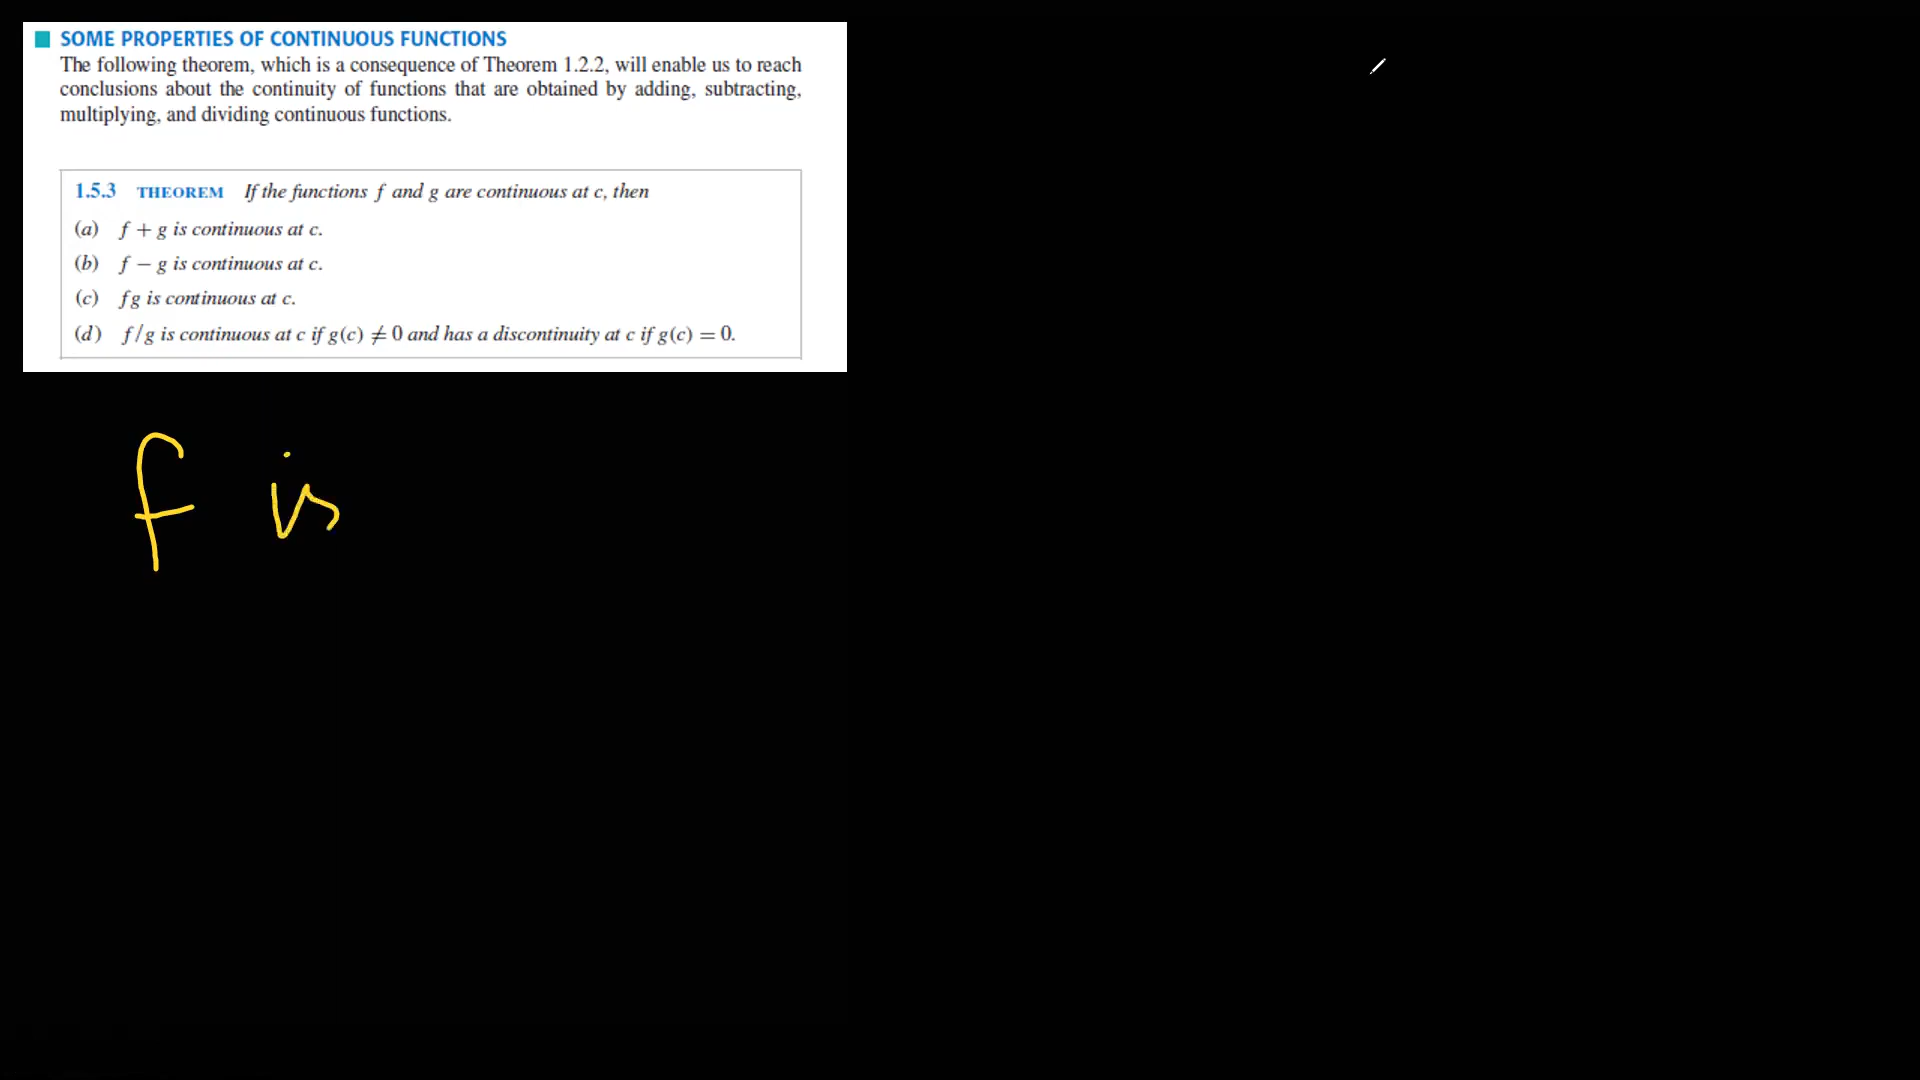 SOME PROPERTIES OF CONTINUOUS FUNCTIONS
The following theorem, which is a consequence of Theorem 1.2.2, will enable us to reach
conclusions about the continuity of functions that are obtained by adding, subtracting,
multiplying, and dividing continuous functions.
1.5.3 THEOREM If the functions f and g are continuous at c, then
(a) f + g is continuous at c.
(b) f − g is continuous at c.
(c) fg is continuous at c.
(d) f/g is continuous at c if g(c) ≠ 0 and has a discontinuity at c if g(c) = 0.
f is